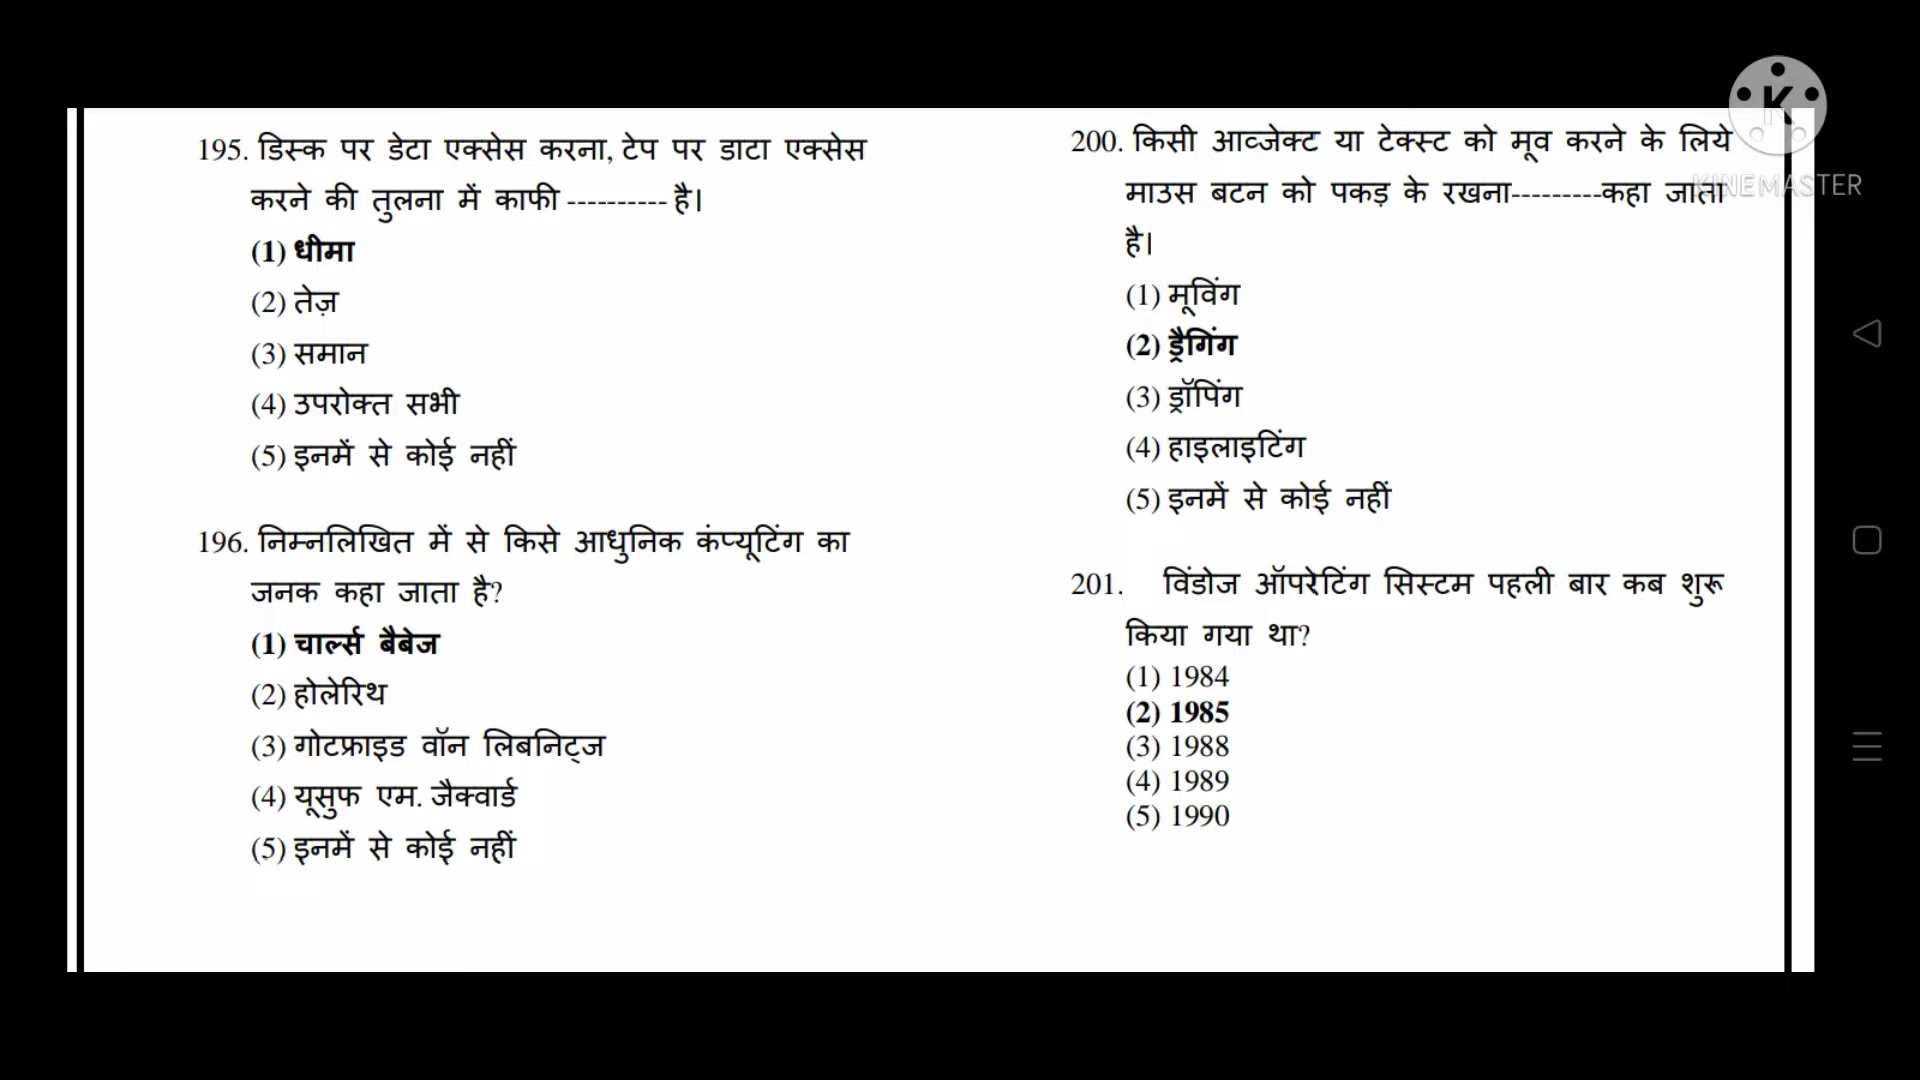 195. डिस्क पर डेटा एक्सेस करना, टेप पर डाटा एक्सेस
करने की तुलना में काफी ---------- है।
(1) धीमा
(2) तेज़
(3) समान
(4) उपरोक्त सभी
(5) इनमें से कोई नहीं
196. निम्नलिखित में से किसे आधुनिक कंप्यूटिंग का
जनक कहा जाता है?
(1) चार्ल्स बैबेज
(2) होलेरिथ
(3) गोटफ्राइड वॉन लिबनिट्ज
(4) यूसुफ एम. जैक्वार्ड
(5) इनमें से कोई नहीं
200. किसी आव्जेक्ट या टेक्स्ट को मूव करने के लिये
माउस बटन को पकड़ के रखना---------कहा जाता
है।
(1) मूविंग
(2) ड्रैगिंग
(3) ड्रॉपिंग
(4) हाइलाइटिंग
(5) इनमें से कोई नहीं
201. विंडोज ऑपरेटिंग सिस्टम पहली बार कब शुरू
किया गया था?
(1) 1984
(2) 1985
(3) 1988
(4) 1989
(5) 1990
K
KINEMASTER